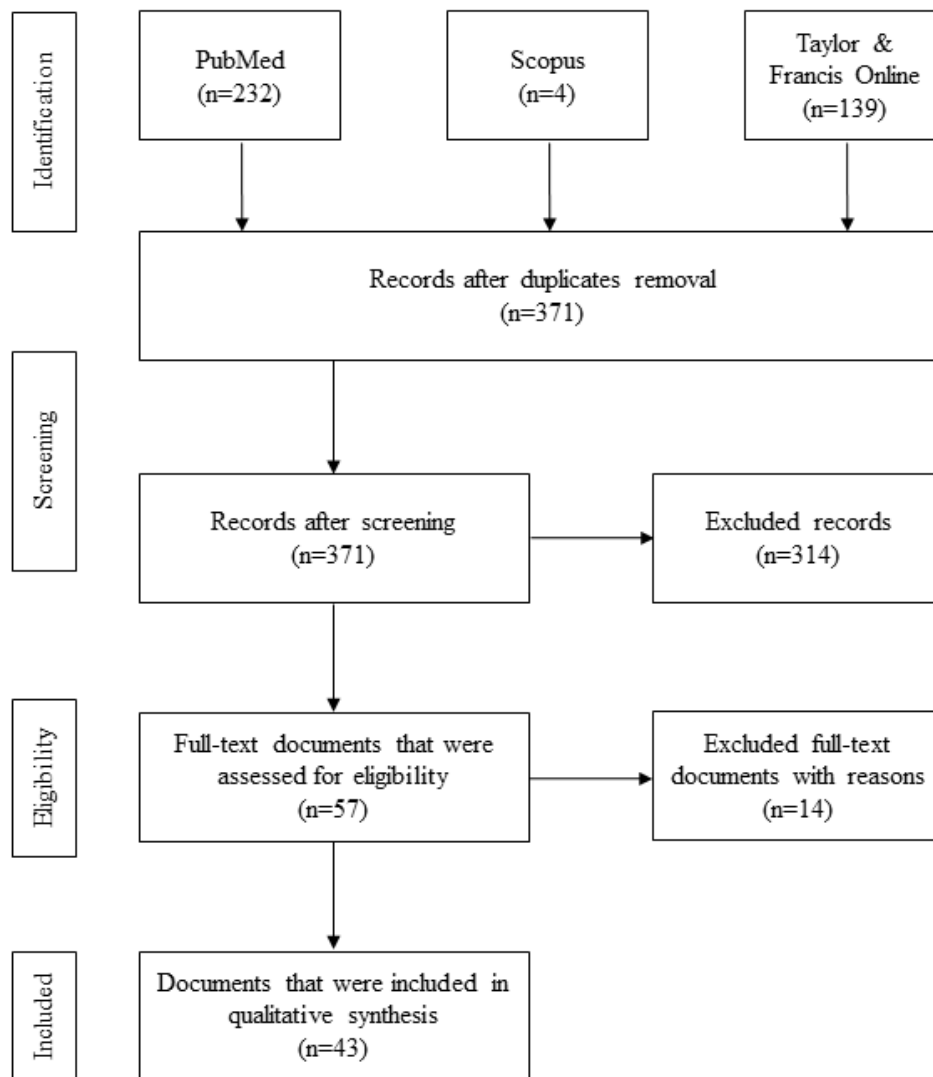 Identification
PubMed
(n=232)
Scopus
(n=4)
Taylor &
Francis Online
(n=139)
Records after duplicates removal
(n=371)
Screening
Records after screening
(n=371)
Excluded records
(n=314)
Eligibility
Full-text documents that were
assessed for eligibility
(n=57)
Excluded full-text
documents with reasons
(n=14)
Included
Documents that were included in
qualitative synthesis
(n=43)